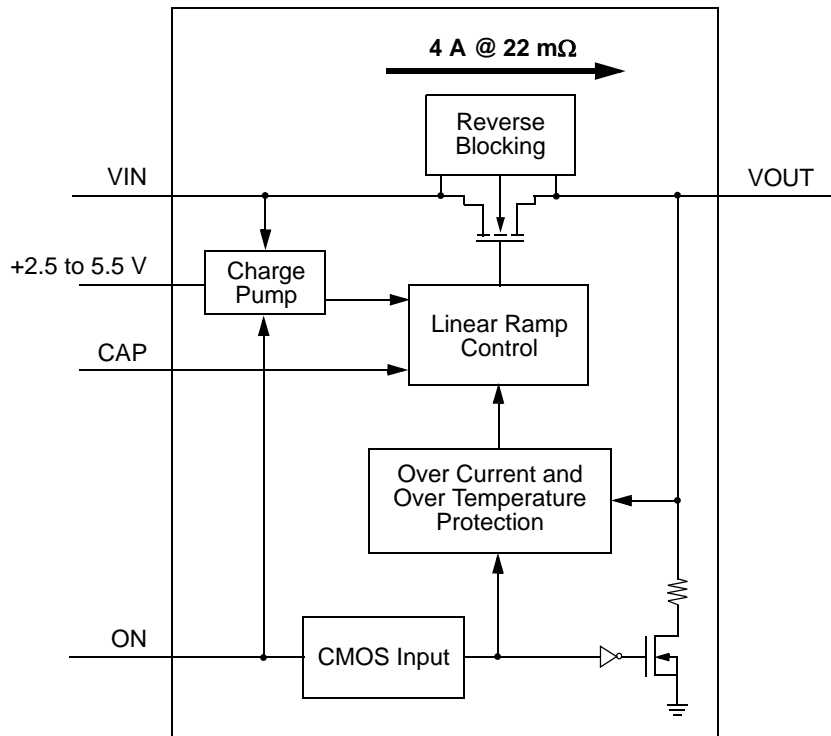 4 A @ 22 mΩ
Reverse
Blocking
VIN
VOUT
+2.5 to 5.5 V
Charge
Pump
Linear Ramp
Control
CAP
Over Current and
Over Temperature
Protection
ON
CMOS Input